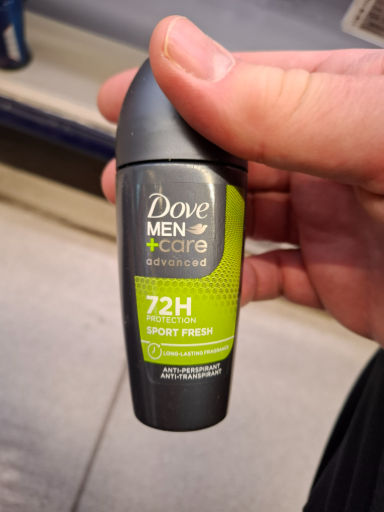 Dove
MEN
+care
advanced
72H
PROTECTION
SPORT FRESH
LONG-LASTING FRAGRANCE
ANTI-PERSPIRANT
ANTI-TRANSPIRANT